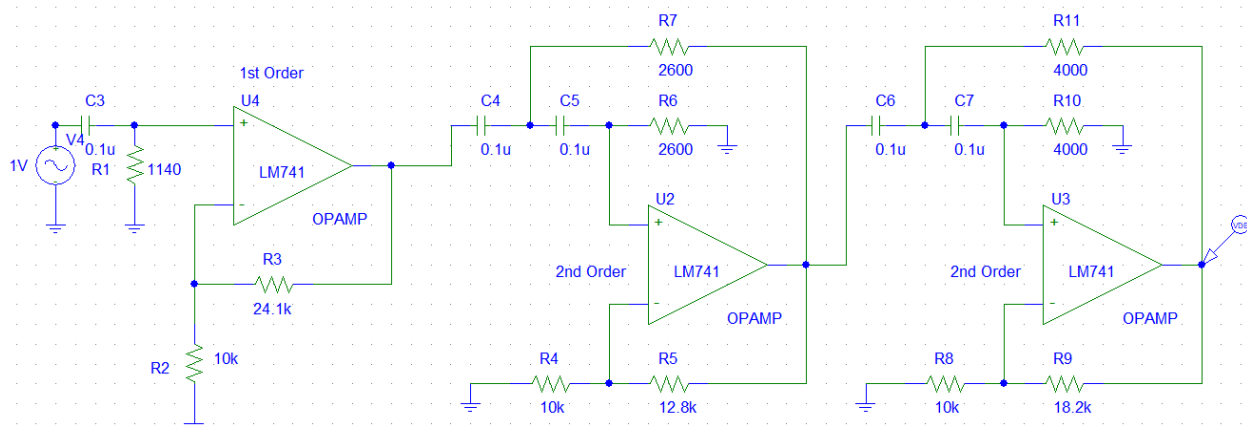 1st Order
U4
C3
0.1u
V4
1V
R1
1140
+
-
LM741
OPAMP
R3
24.1k
R2
10k
R7
2600
C4
0.1u
C5
0.1u
R6
2600
U2
+
-
LM741
OPAMP
2nd Order
R4
10k
R5
12.8k
R11
4000
C6
0.1u
C7
0.1u
R10
4000
U3
+
-
LM741
OPAMP
2nd Order
R8
10k
R9
18.2k
VDB